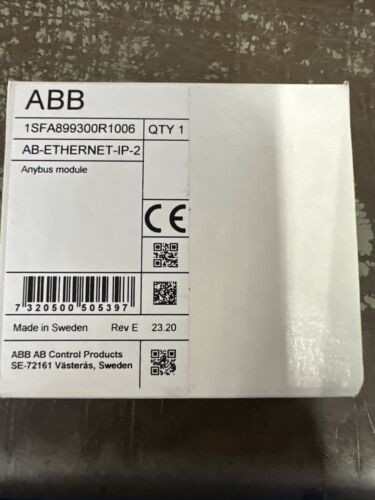 ABB
1SFA899300R1006 QTY 1
AB-ETHERNET-IP-2
Anybus module
CE
7 320500 505397
Made in Sweden Rev E 23.20
ABB AB Control Products
SE-72161 Västerås, Sweden